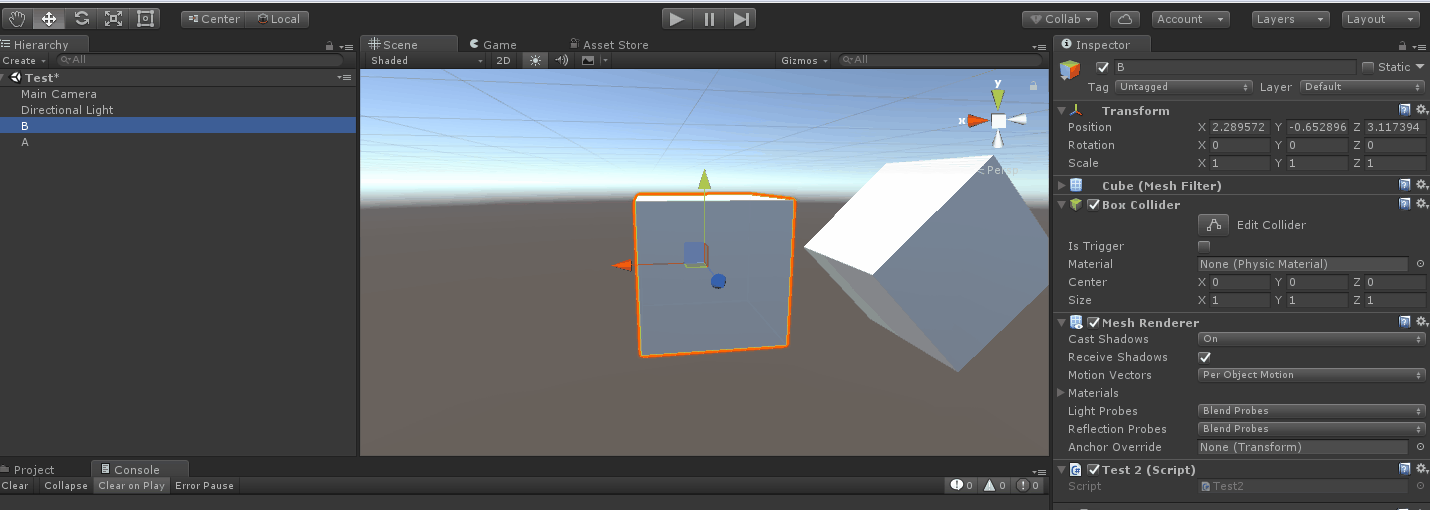 Center Local Collab Account Layers Layout
Hierarchy
Create All
Test*
Main Camera
Directional Light
B
A
Scene Game Asset Store
Shaded 2D Gizmos All
y
x
Persp
Inspector
B Static
Tag Untagged Layer Default
Transform
Position X 2.289572 Y -0.652896 Z 3.117394
Rotation X 0 Y 0 Z 0
Scale X 1 Y 1 Z 1
Cube (Mesh Filter)
Box Collider
Edit Collider
Is Trigger
Material None (Physic Material)
Center X 0 Y 0 Z 0
Size X 1 Y 1 Z 1
Mesh Renderer
Cast Shadows On
Receive Shadows
Motion Vectors Per Object Motion
Materials
Light Probes Blend Probes
Reflection Probes Blend Probes
Anchor Override None (Transform)
Test 2 (Script)
Script Test2
Project Console
Clear Collapse Clear on Play Error Pause 0 0 0